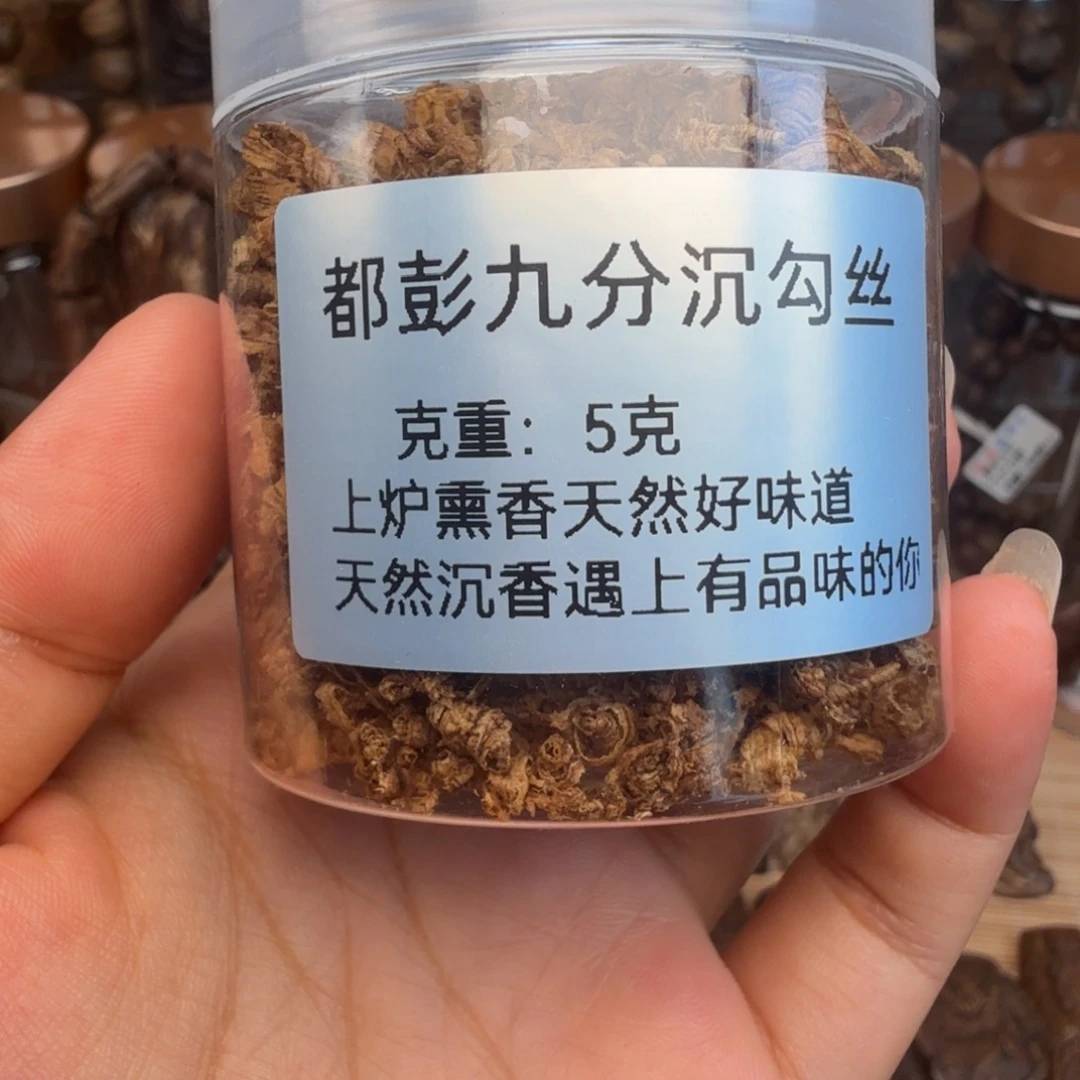 都彭九分沉勾丝
克重：5克
上炉熏香天然好味道
天然沉香遇上有品味的你